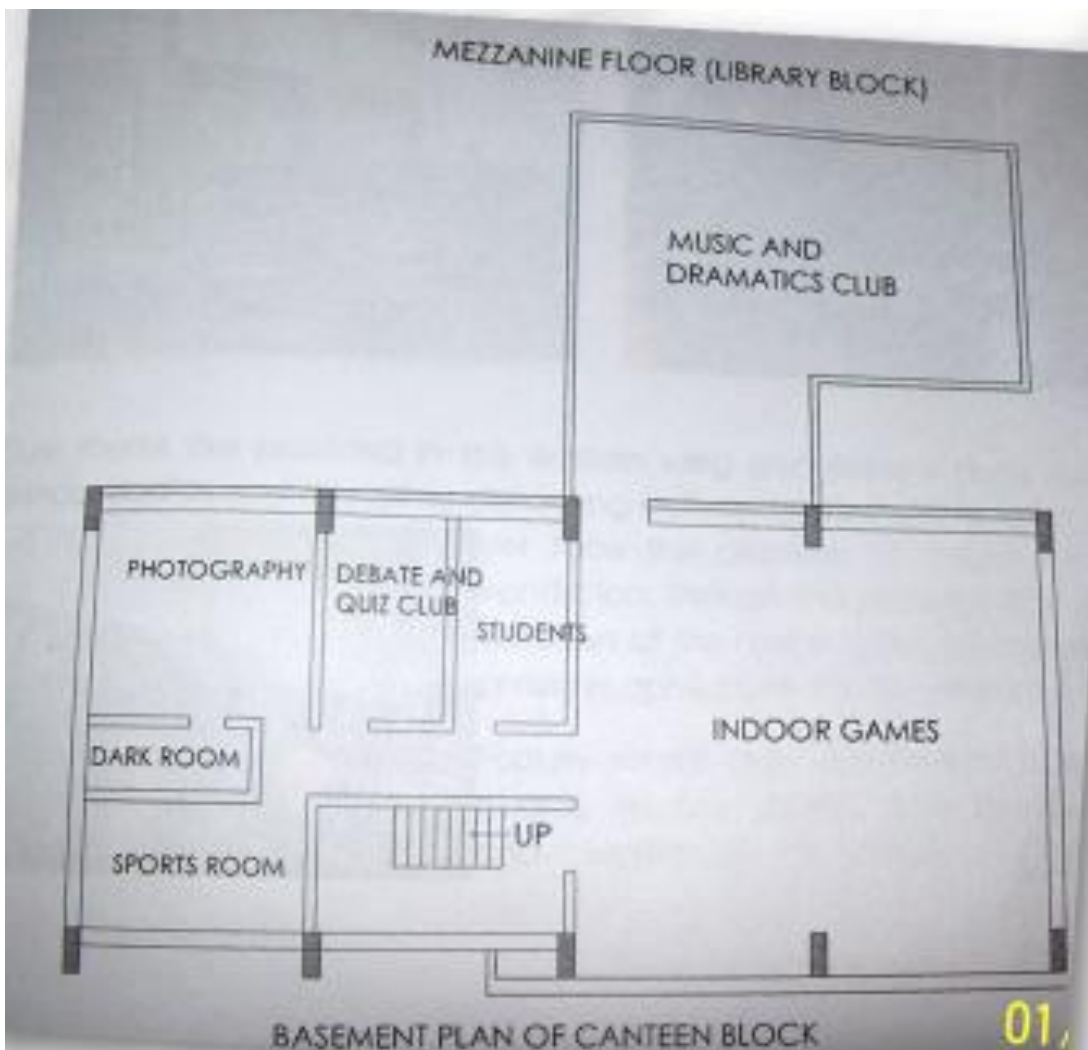 MEZZANINE FLOOR (LIBRARY BLOCK)
MUSIC AND
DRAMATICS CLUB
PHOTOGRAPHY
DEBATE AND
QUIZ CLUB
STUDENTS
INDOOR GAMES
DARK ROOM
UP
SPORTS ROOM
BASEMENT PLAN OF CANTEEN BLOCK
01